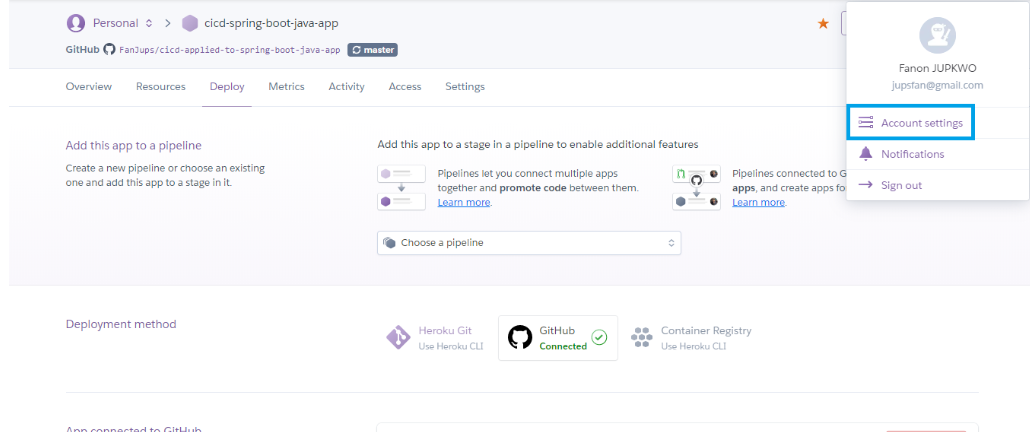 Personal
cicd-spring-boot-java-app
GitHub FanJups/cicd-applied-to-spring-boot-java-app master
Fanon JUPKWO
jupsfan@gmail.com
Account settings
Notifications
Sign out
Overview Resources Deploy Metrics Activity Access Settings
Add this app to a pipeline
Create a new pipeline or choose an existing
one and add this app to a stage in it.
Add this app to a stage in a pipeline to enable additional features
Pipelines let you connect multiple apps
together and promote code between them.
Learn more.
Pipelines connected to G
apps, and create apps fo
Learn more.
Choose a pipeline
Deployment method
Heroku Git
Use Heroku CLI
GitHub
Connected
Container Registry
Use Heroku CLI
App connected to GitHub